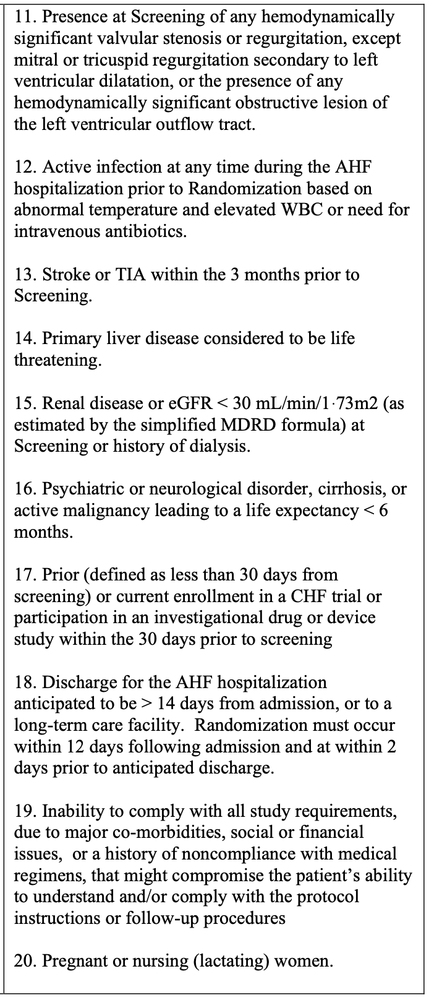 11. Presence at Screening of any hemodynamically
significant valvular stenosis or regurgitation, except
mitral or tricuspid regurgitation secondary to left
ventricular dilatation, or the presence of any
hemodynamically significant obstructive lesion of
the left ventricular outflow tract.
12. Active infection at any time during the AHF
hospitalization prior to Randomization based on
abnormal temperature and elevated WBC or need for
intravenous antibiotics.
13. Stroke or TIA within the 3 months prior to
Screening.
14. Primary liver disease considered to be life
threatening.
15. Renal disease or eGFR < 30 mL/min/1·73m2 (as
estimated by the simplified MDRD formula) at
Screening or history of dialysis.
16. Psychiatric or neurological disorder, cirrhosis, or
active malignancy leading to a life expectancy < 6
months.
17. Prior (defined as less than 30 days from
screening) or current enrollment in a CHF trial or
participation in an investigational drug or device
study within the 30 days prior to screening
18. Discharge for the AHF hospitalization
anticipated to be > 14 days from admission, or to a
long-term care facility.  Randomization must occur
within 12 days following admission and at within 2
days prior to anticipated discharge.
19. Inability to comply with all study requirements,
due to major co-morbidities, social or financial
issues,  or a history of noncompliance with medical
regimens, that might compromise the patient’s ability
to understand and/or comply with the protocol
instructions or follow-up procedures
20. Pregnant or nursing (lactating) women.